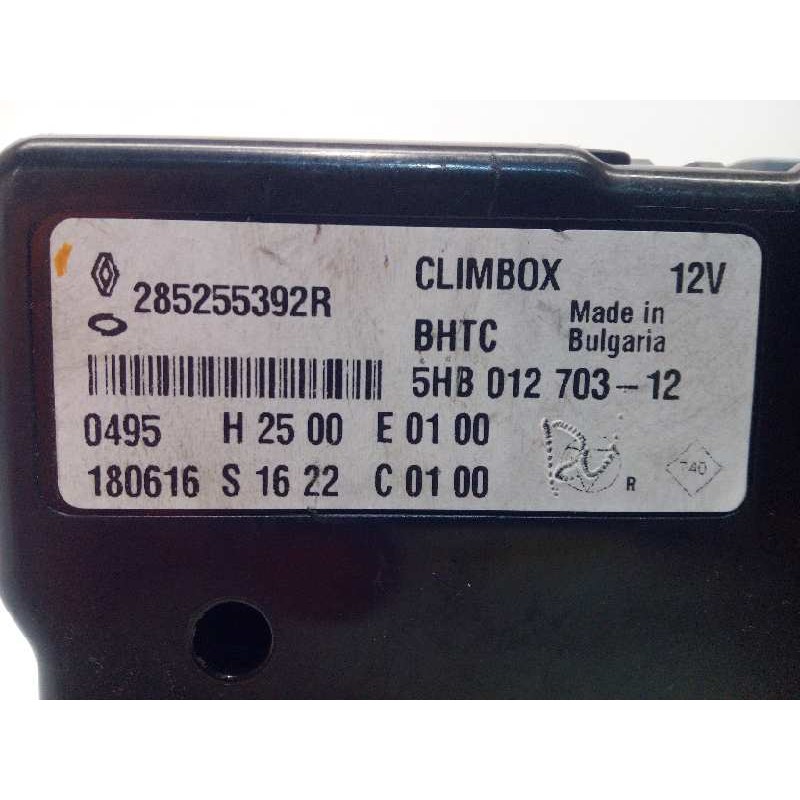 285255392R
CLIMBOX 12V
BHTC Made in Bulgaria
5HB 012 703-12
0495 H 25 00 E 01 00
180616 S 16 22 C 01 00
R
T40